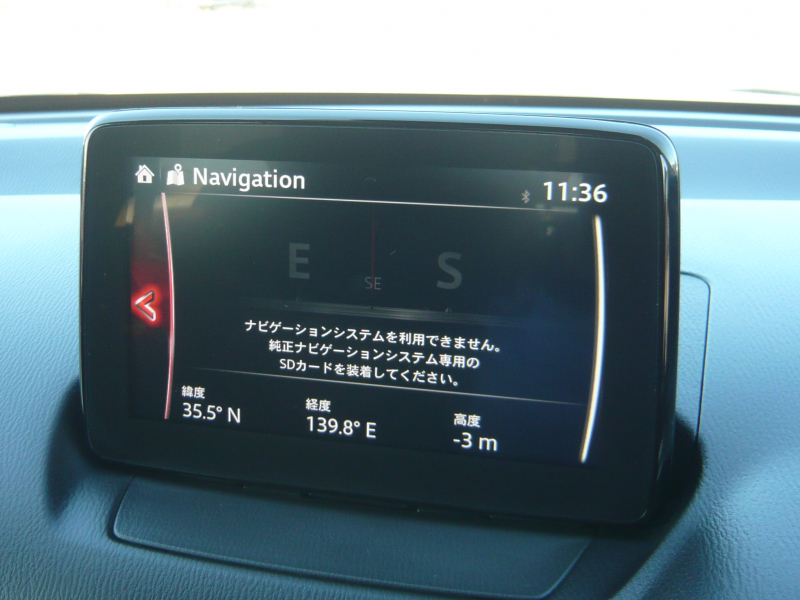 Navigation
11:36
E
S
SE
ナビゲーションシステムを利用できません。
純正ナビゲーションシステム専用の
SDカードを装着してください。
緯度
経度
高度
35.5° N
139.8° E
-3 m